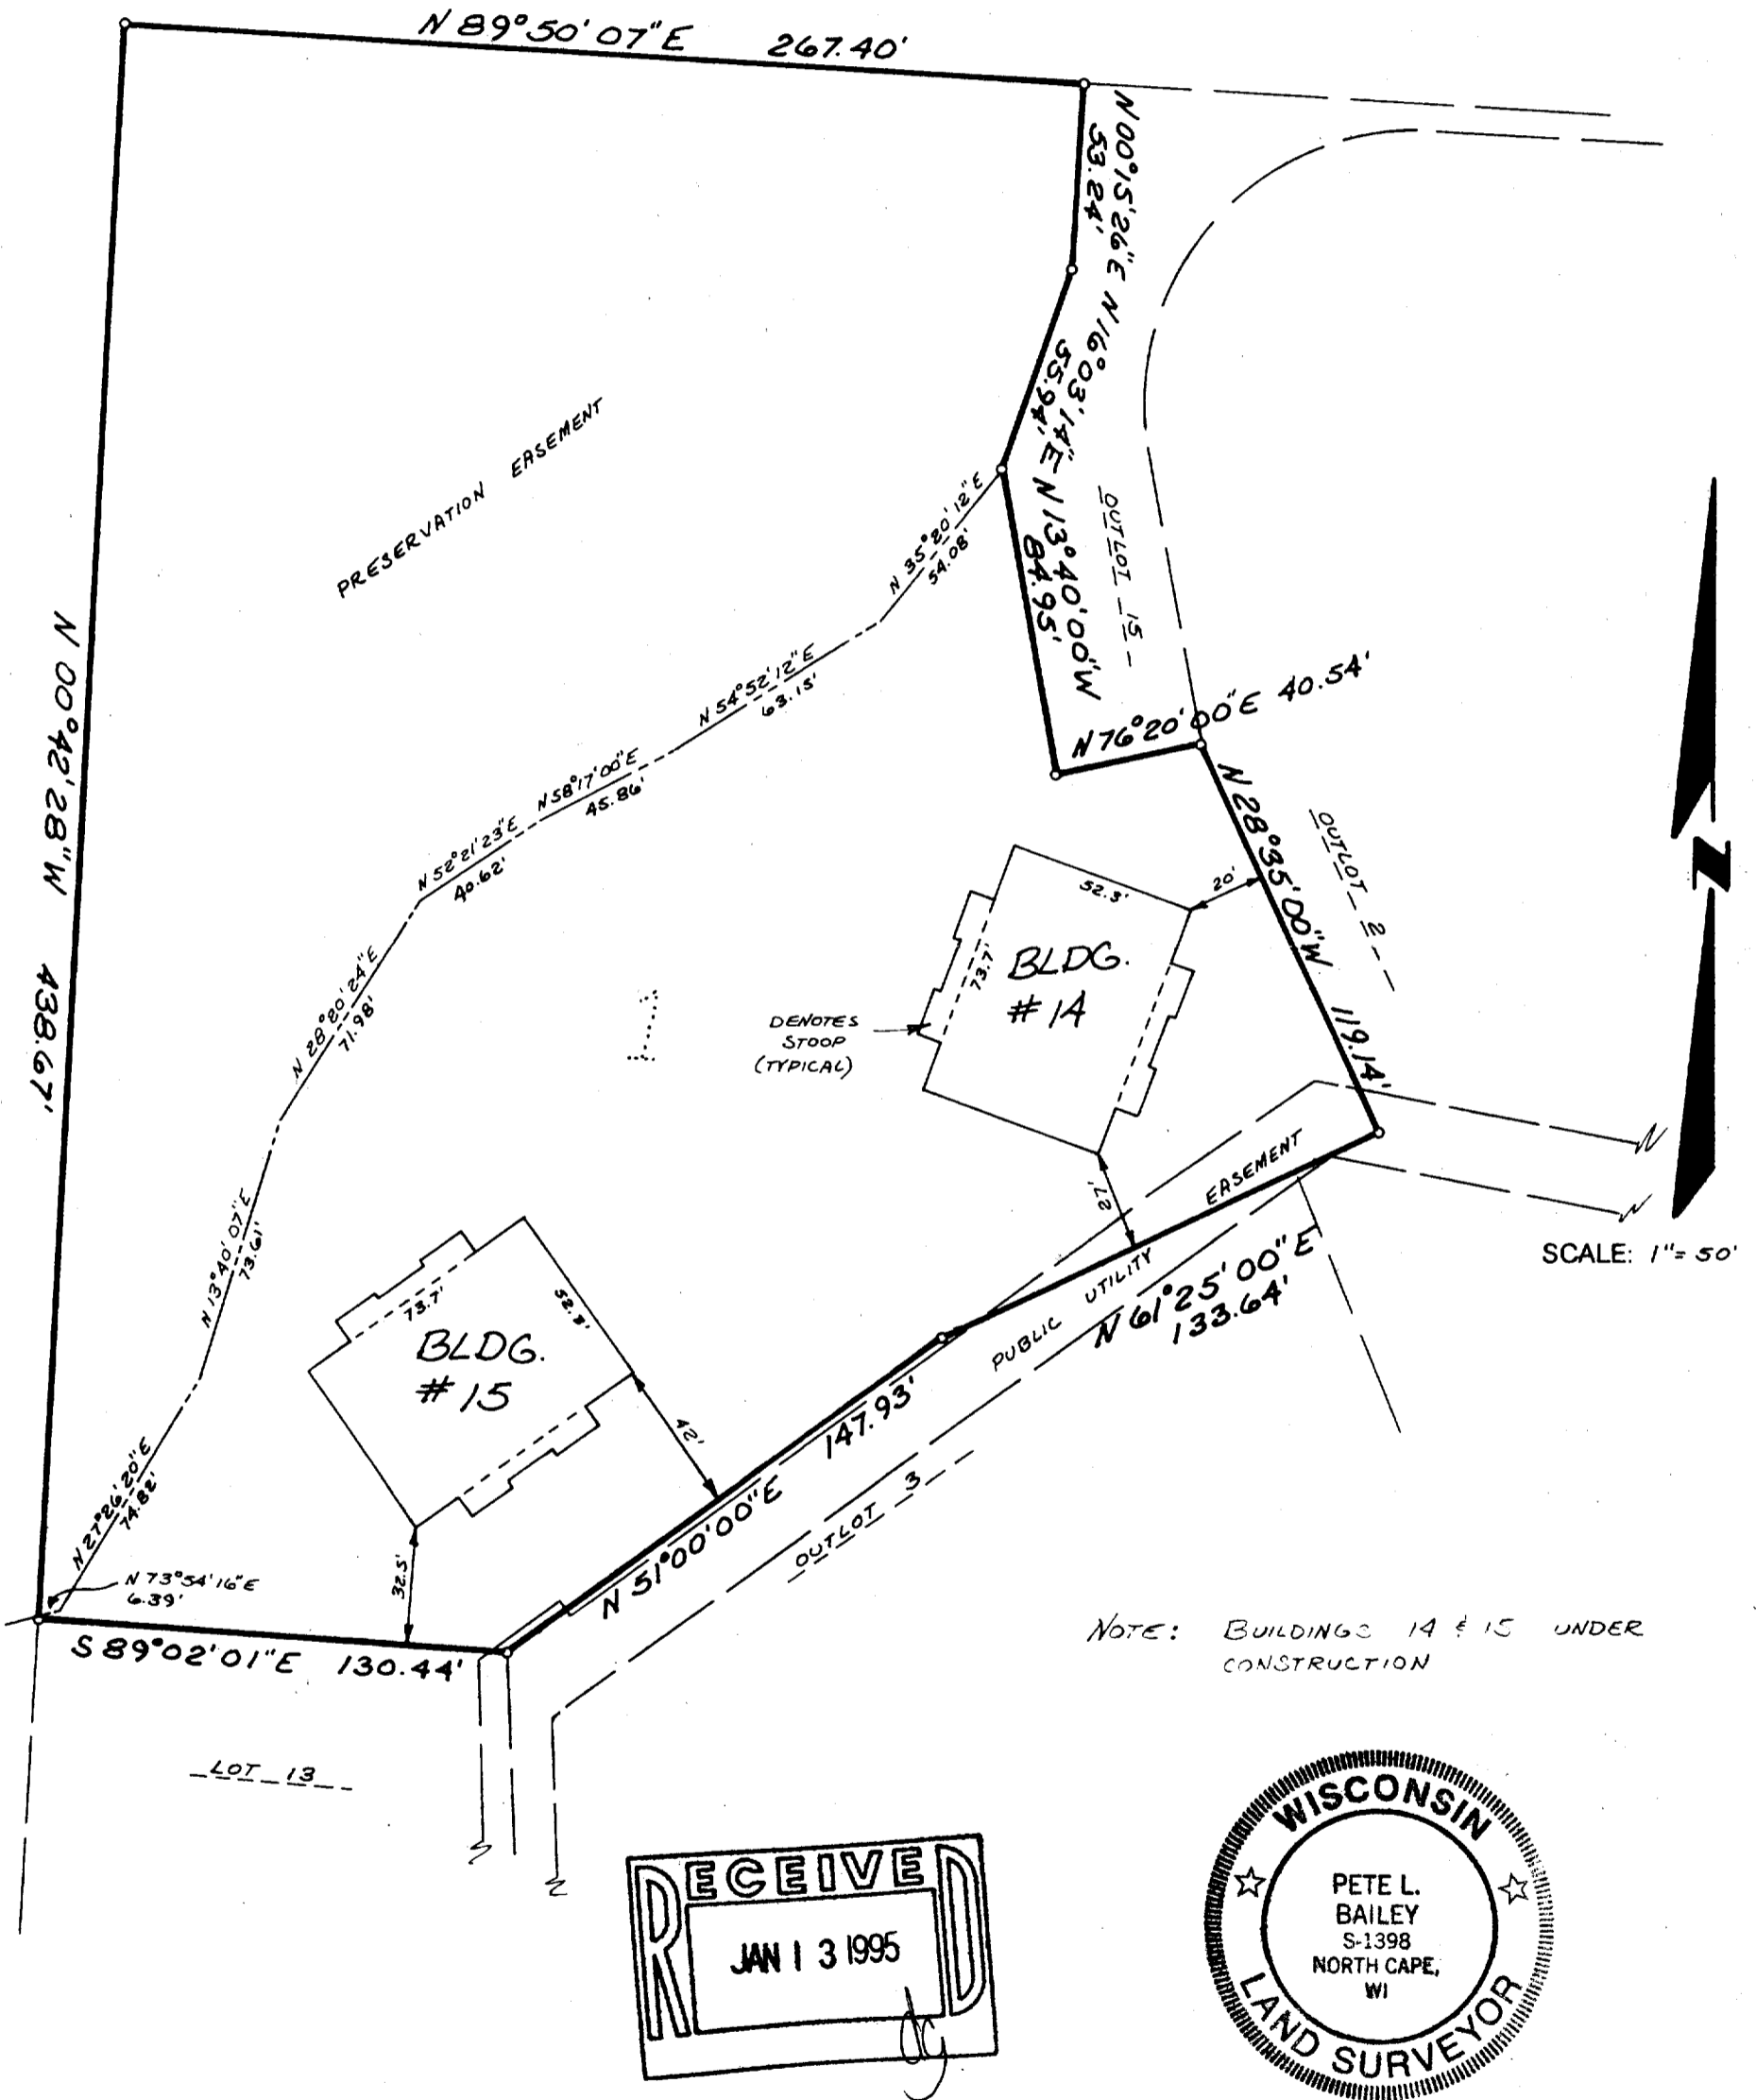 N 89°50'07"E 267.40'
N00°15'26"E
53.24'
N16°03'14"E
55.94'
N13°40'00"W
84.95'
OUTLOT 15
PRESERVATION EASEMENT
N 35°20'12"E
54.08'
N 54°52'12"E
63.15'
N58°17'00"E
45.86'
N 52°21'23"E
40.62'
N 28°20'24"E
71.98'
N 13°40'07"E
73.61'
N 27°26'20"E
74.82'
N 73°54'16"E
6.39'
N 00°42'28"W 438.67'
N76°20'00"E 40.54'
N28°35'00"W 119.14'
OUTLOT 2
20'
52.3'
73.7'
BLDG.
# 14
DENOTES
STOOP
(TYPICAL)
27'
PUBLIC UTILITY EASEMENT
N 61°25'00"E
133.64'
N
SCALE: 1"= 50'
73.7'
52.3'
BLDG.
# 15
42'
32.5'
N 51°00'00"E 147.93'
OUTLOT 3
S 89°02'01"E 130.44'
LOT 13
NOTE: BUILDINGS 14 & 15 UNDER
CONSTRUCTION
RECEIVED
JAN 13 1995
WISCONSIN
PETE L.
BAILEY
S-1398
NORTH CAPE,
WI
LAND SURVEYOR